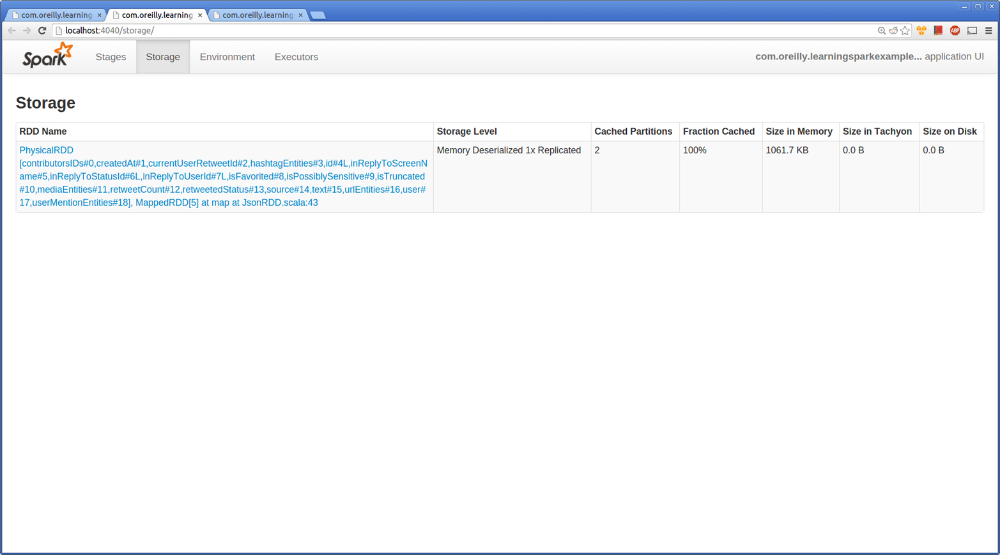 com.oreilly.learning
com.oreilly.learning
com.oreilly.learning
localhost:4040/storage/
ABP
Spark
Stages
Storage
Environment
Executors
com.oreilly.learningsparkexample... application UI
Storage
RDD Name
Storage Level
Cached Partitions
Fraction Cached
Size in Memory
Size in Tachyon
Size on Disk
PhysicalRDD
[contributorsIDs#0,createdAt#1,currentUserRetweetId#2,hashtagEntities#3,id#4L,inReplyToScreenN
ame#5,inReplyToStatusId#6L,inReplyToUserId#7L,isFavorited#8,isPossiblySensitive#9,isTruncated
#10,mediaEntities#11,retweetCount#12,retweetedStatus#13,source#14,text#15,urlEntities#16,user#
17,userMentionEntities#18], MappedRDD[5] at map at JsonRDD.scala:43
Memory Deserialized 1x Replicated
2
100%
1061.7 KB
0.0 B
0.0 B